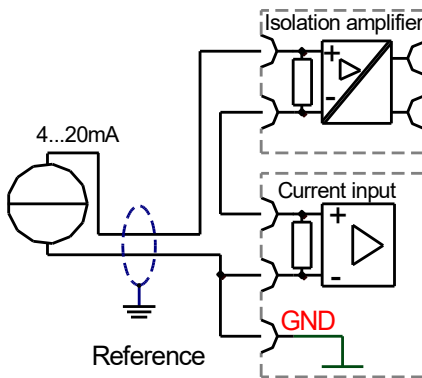 Isolation amplifier
+
-
4...20mA
Current input
+
-
GND
Reference